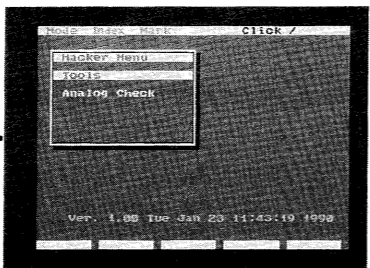 Mode Index Mark Click /
Hacker Menu
Tools
Analog Check
Ver. 1.00 Tue Jan 23 11:43:19 1990